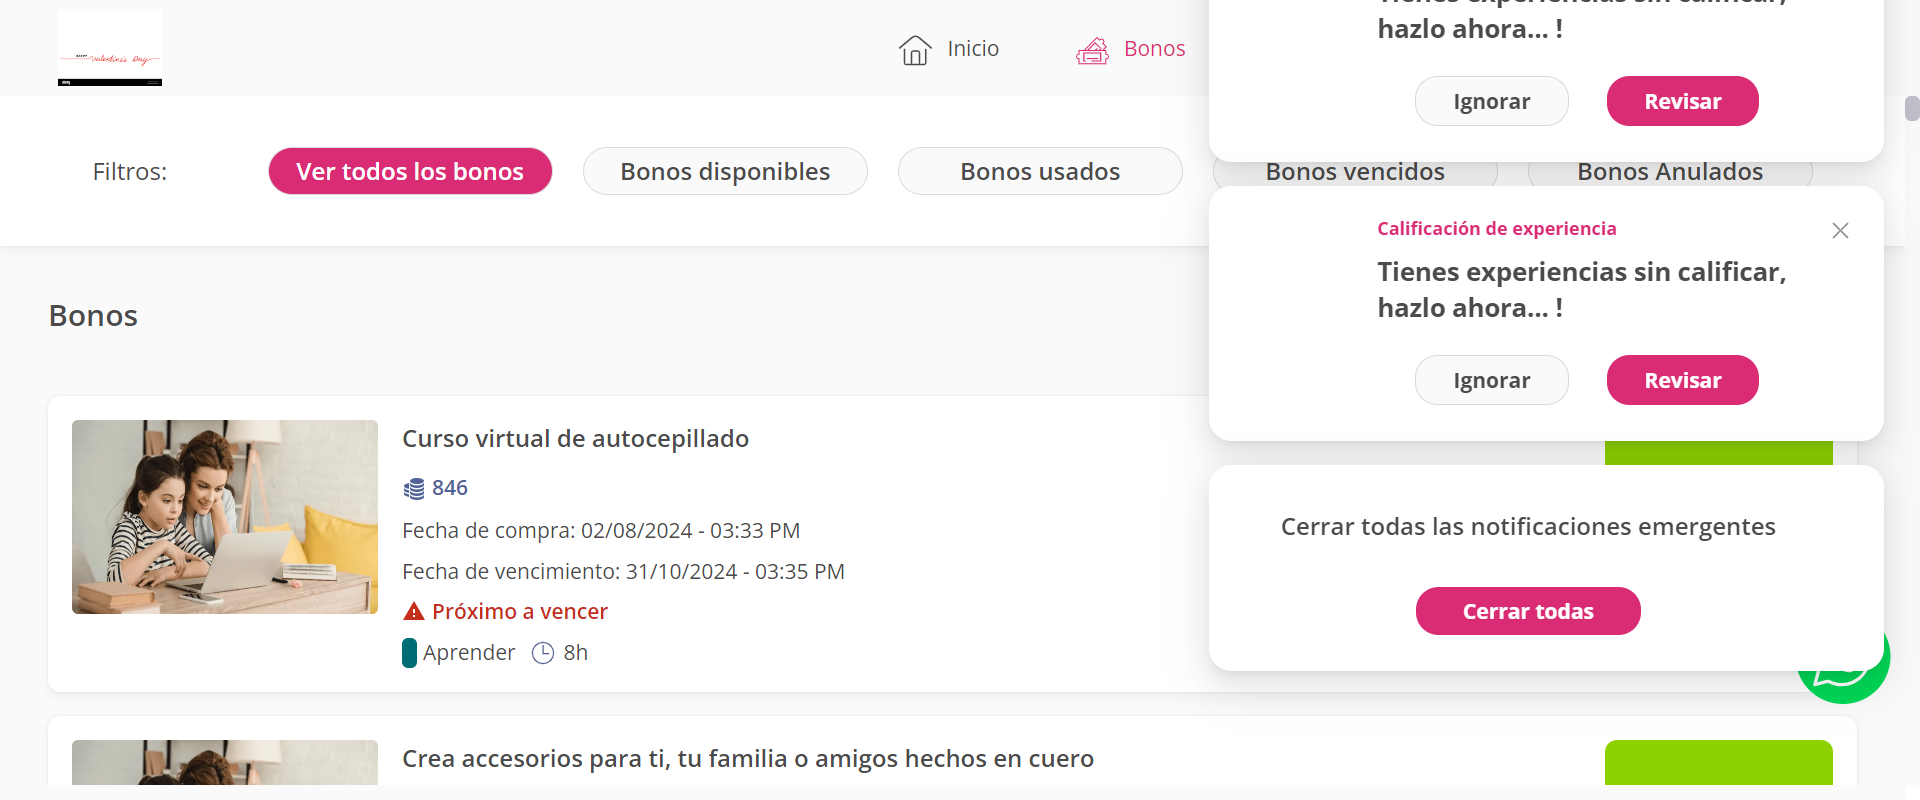 Valentine's Day
Inicio
Bonos
hazlo ahora... !
Ignorar
Revisar
Filtros:
Ver todos los bonos
Bonos disponibles
Bonos usados
Bonos vencidos
Bonos Anulados
Calificación de experiencia
Tienes experiencias sin calificar,
hazlo ahora... !
Ignorar
Revisar
Bonos
Curso virtual de autocepillado
846
Fecha de compra: 02/08/2024 - 03:33 PM
Fecha de vencimiento: 31/10/2024 - 03:35 PM
Próximo a vencer
Aprender
8h
Cerrar todas las notificaciones emergentes
Cerrar todas
Crea accesorios para ti, tu familia o amigos hechos en cuero